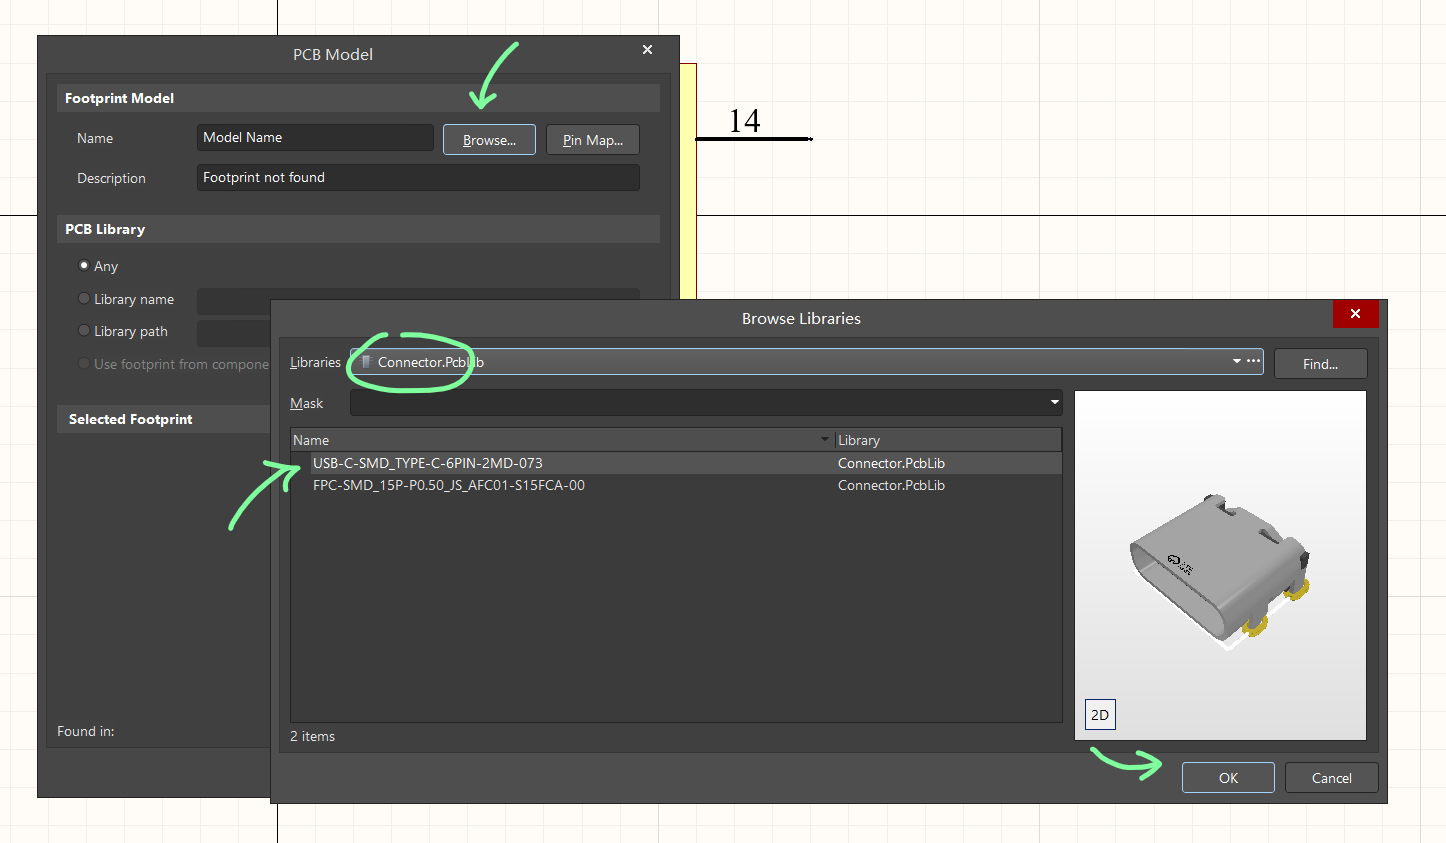 PCB Model
Footprint Model
Name Model Name Browse... Pin Map...
Description Footprint not found
14
PCB Library
Any
Library name
Library path
Use footprint from compone
Selected Footprint
Found in:
Browse Libraries
Libraries Connector.PcbLib Find...
Mask
Name Library
USB-C-SMD_TYPE-C-6PIN-2MD-073 Connector.PcbLib
FPC-SMD_15P-P0.50_JS_AFC01-S15FCA-00 Connector.PcbLib
2D
2 items
OK Cancel